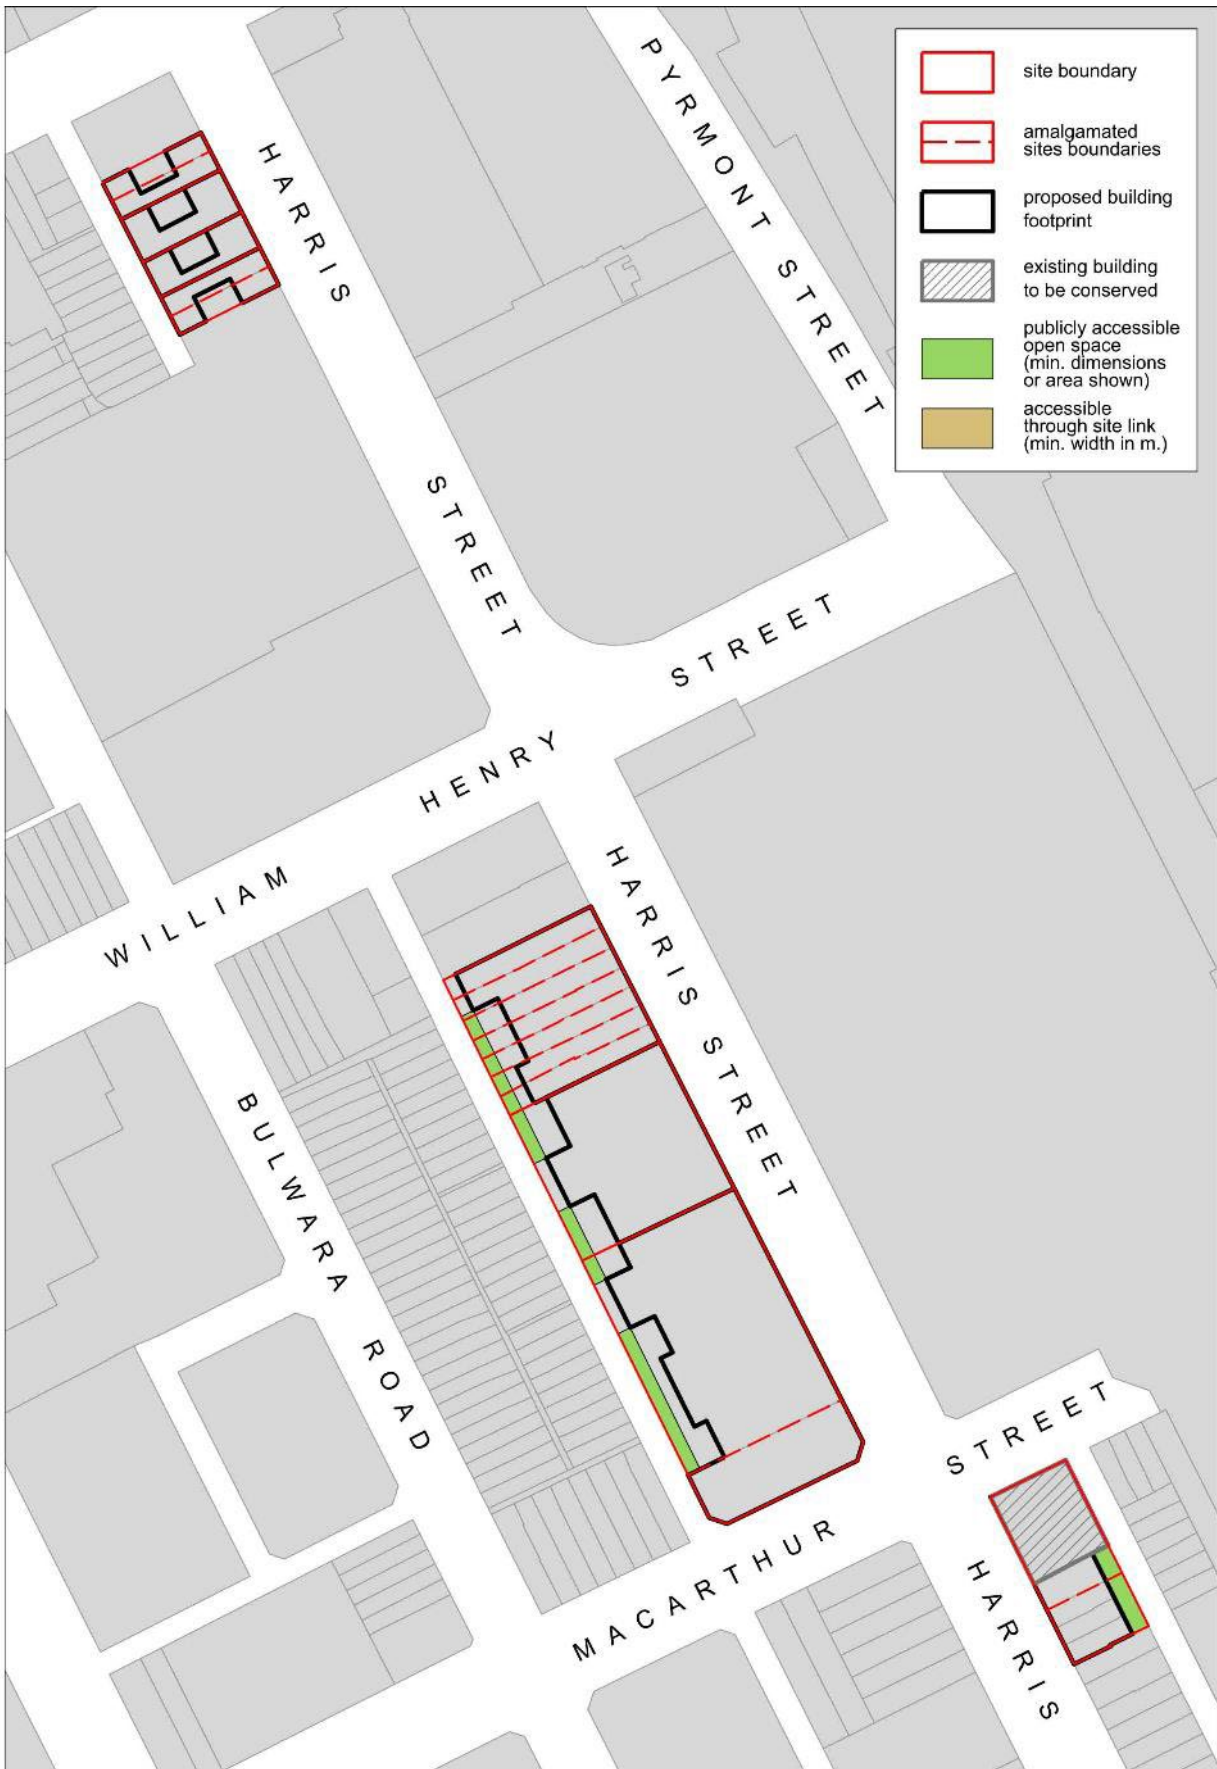 PYRMONT STREET
site boundary
amalgamated
sites boundaries
proposed building
footprint
existing building
to be conserved
publicly accessible
open space
(min. dimensions
or area shown)
accessible
through site link
(min. width in m.)
HARRIS STREET
WILLIAM HENRY STREET
HARRIS STREET
BULWARA ROAD
MACARTHUR STREET
HARRIS